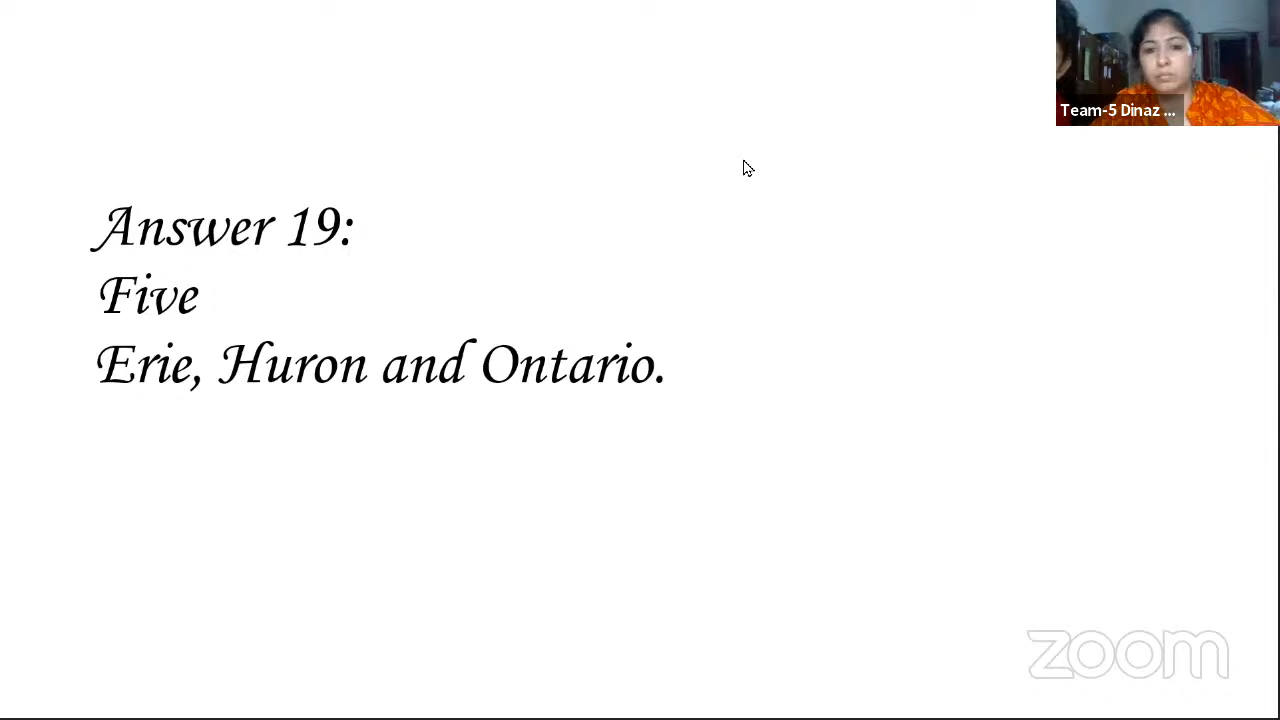 Team-5 Dinaz ...
Answer 19:
Five
Erie, Huron and Ontario.
zoom